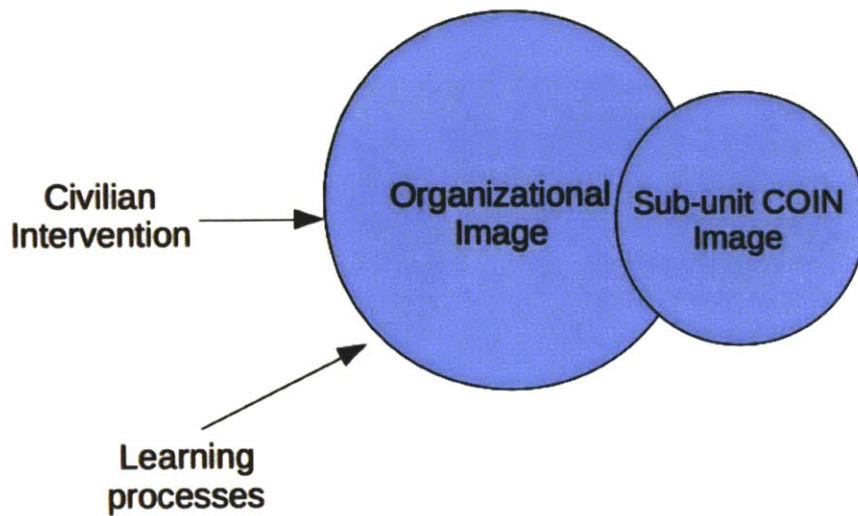 Civilian
Intervention
Organizational
Image
Sub-unit COIN
Image
Learning
processes